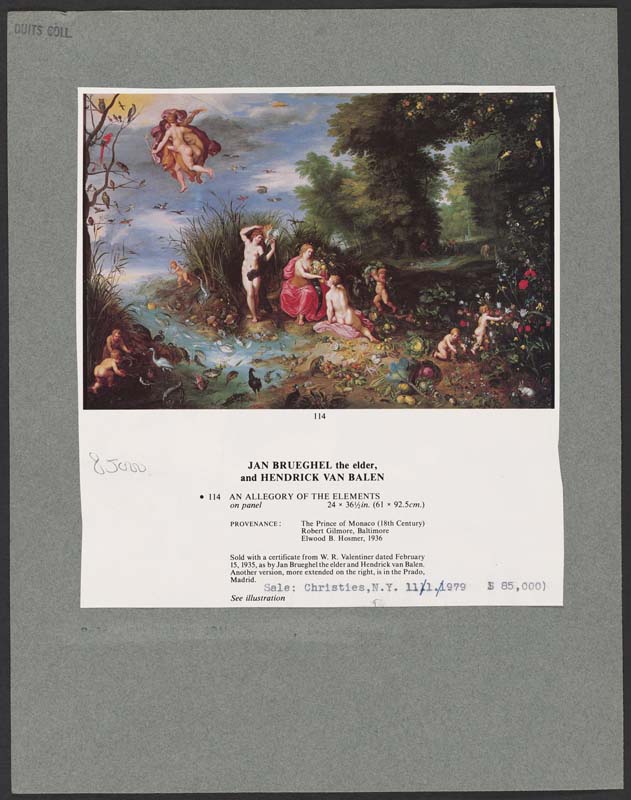 DUITS COLL.
114
85000
JAN BRUEGHEL the elder,
and HENDRICK VAN BALEN
• 114 AN ALLEGORY OF THE ELEMENTS
on panel 24 × 36½in. (61 × 92.5cm.)
PROVENANCE: The Prince of Monaco (18th Century)
Robert Gilmore, Baltimore
Elwood B. Hosmer, 1936
Sold with a certificate from W. R. Valentiner dated February
15, 1935, as by Jan Brueghel the elder and Hendrick van Balen.
Another version, more extended on the right, is in the Prado,
Madrid.
Sale: Christies, N.Y. 11/1/1979 $ 85,000)
See illustration